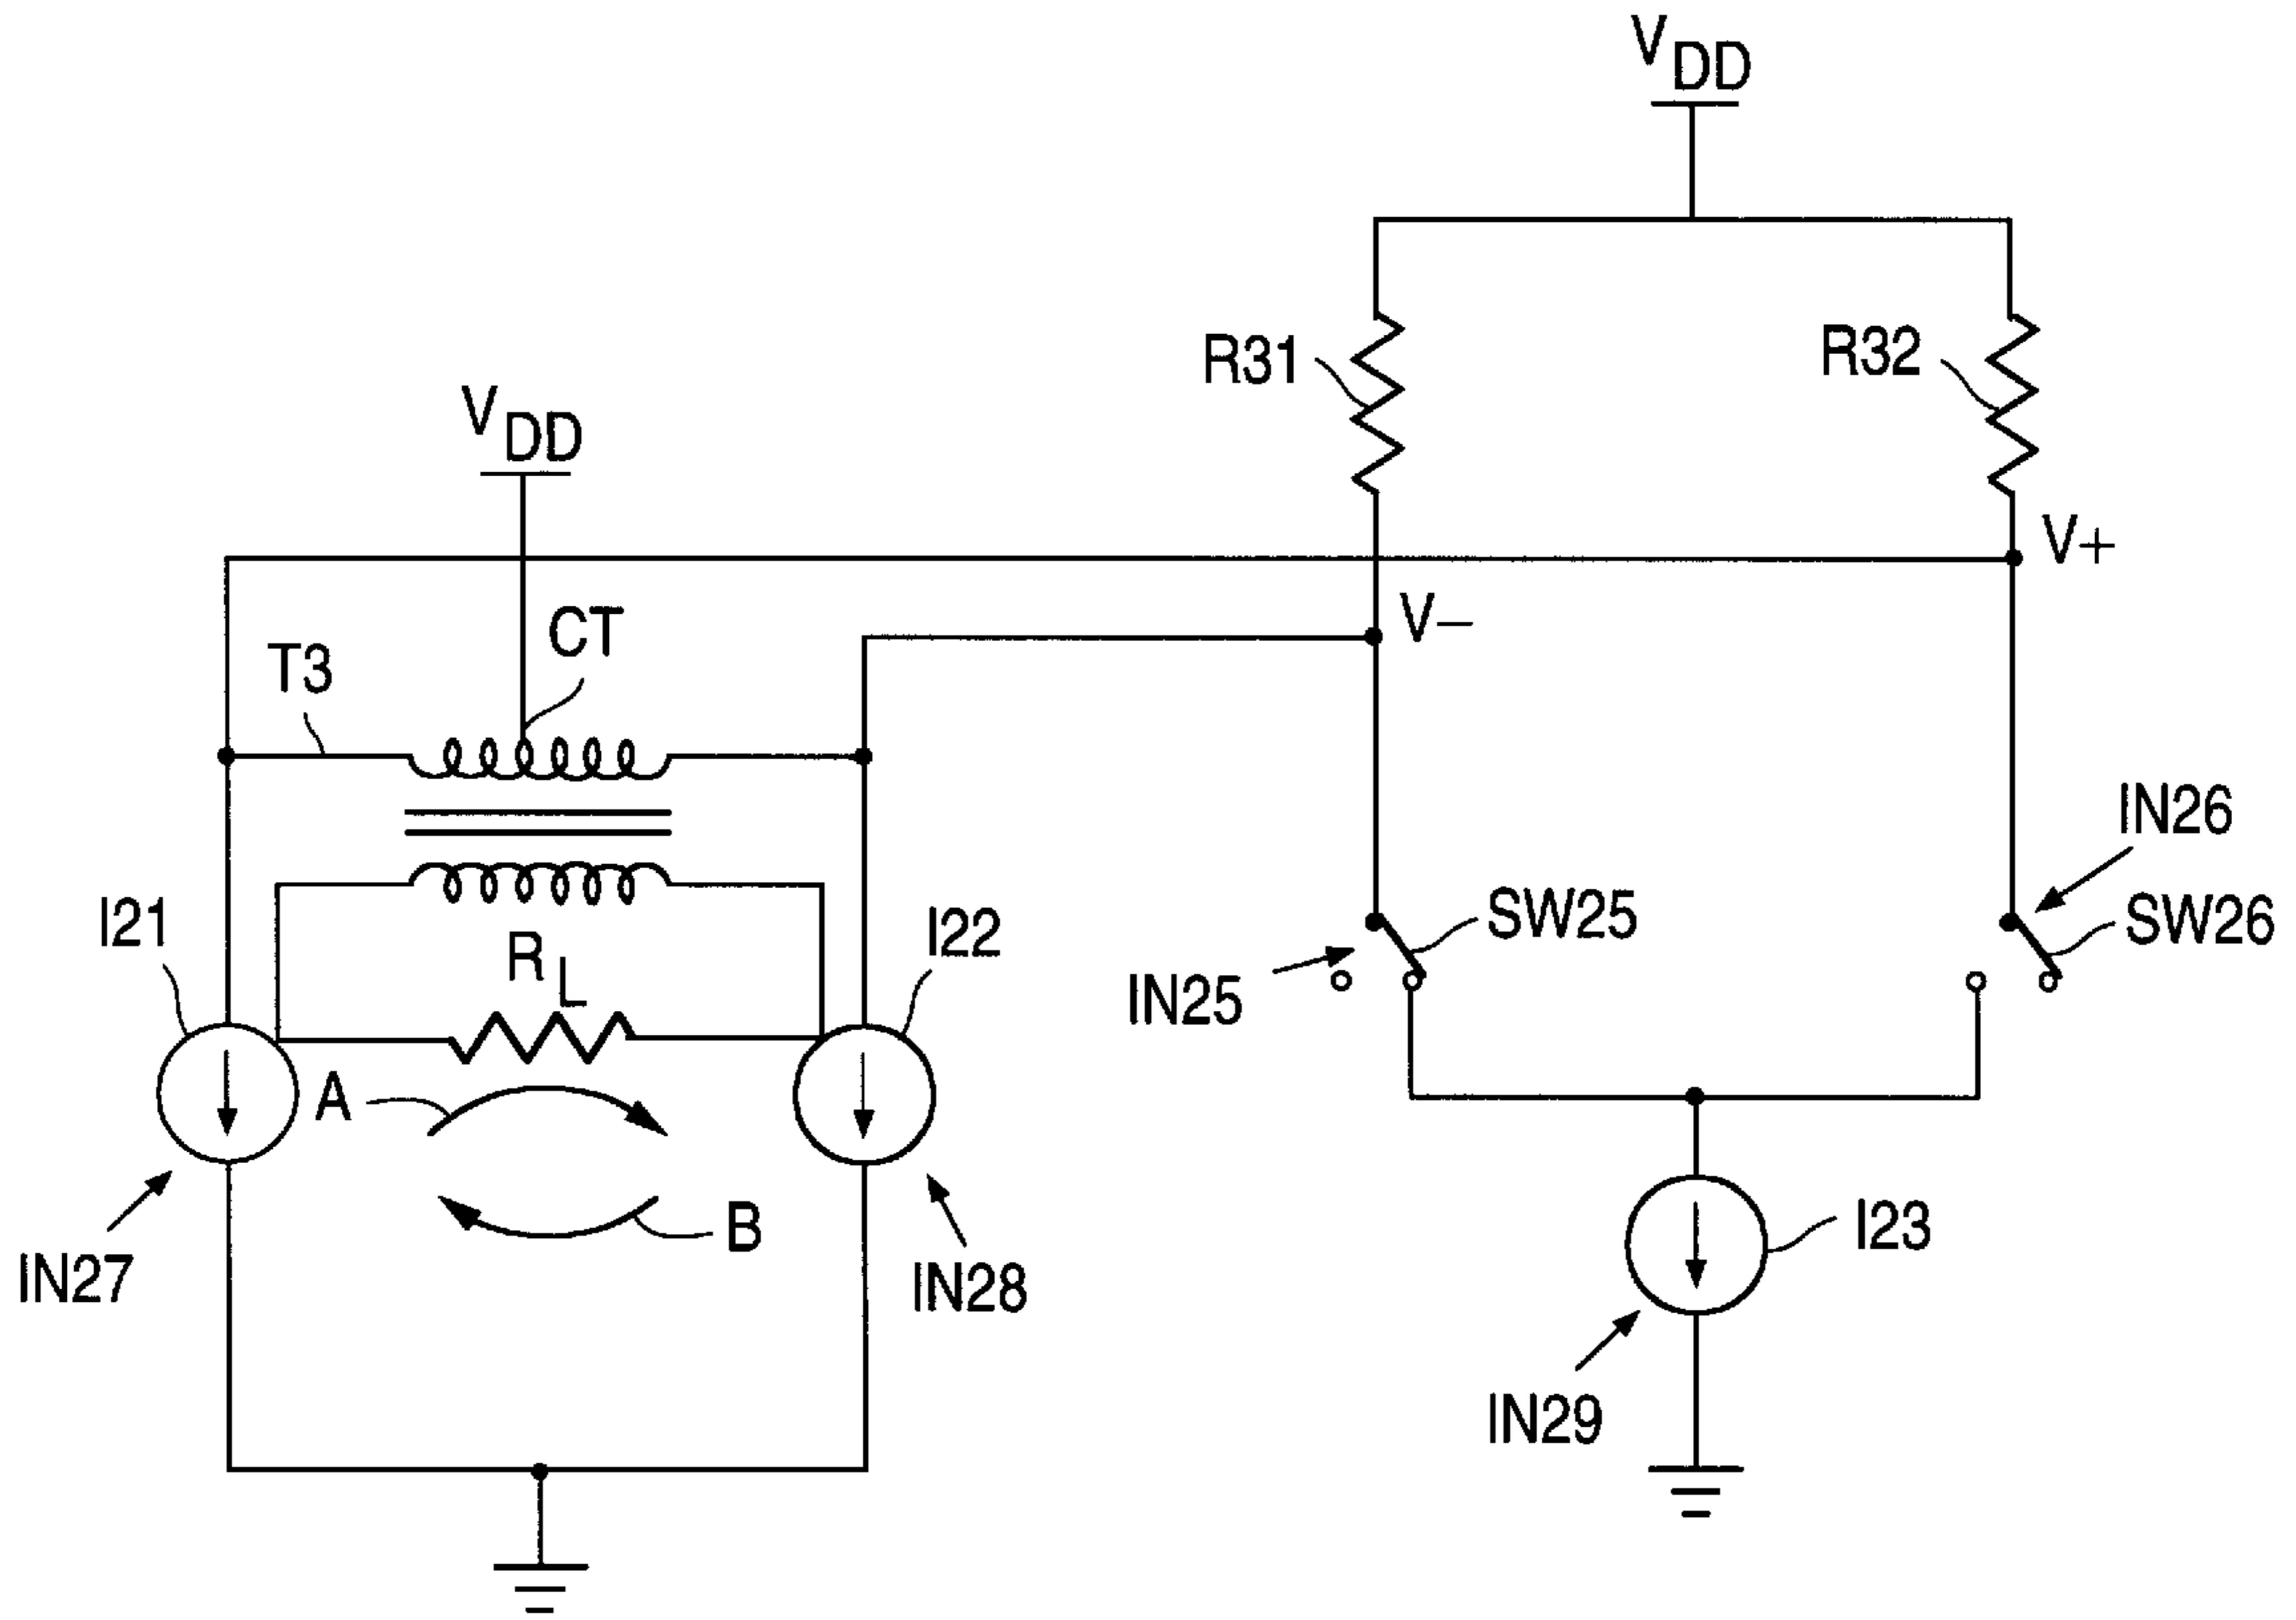 VDD
R31
R32
VDD
V+
CT
V−
T3
IN26
I21
I22
SW25
SW26
RL
IN25
A
B
I23
IN27
IN28
IN29